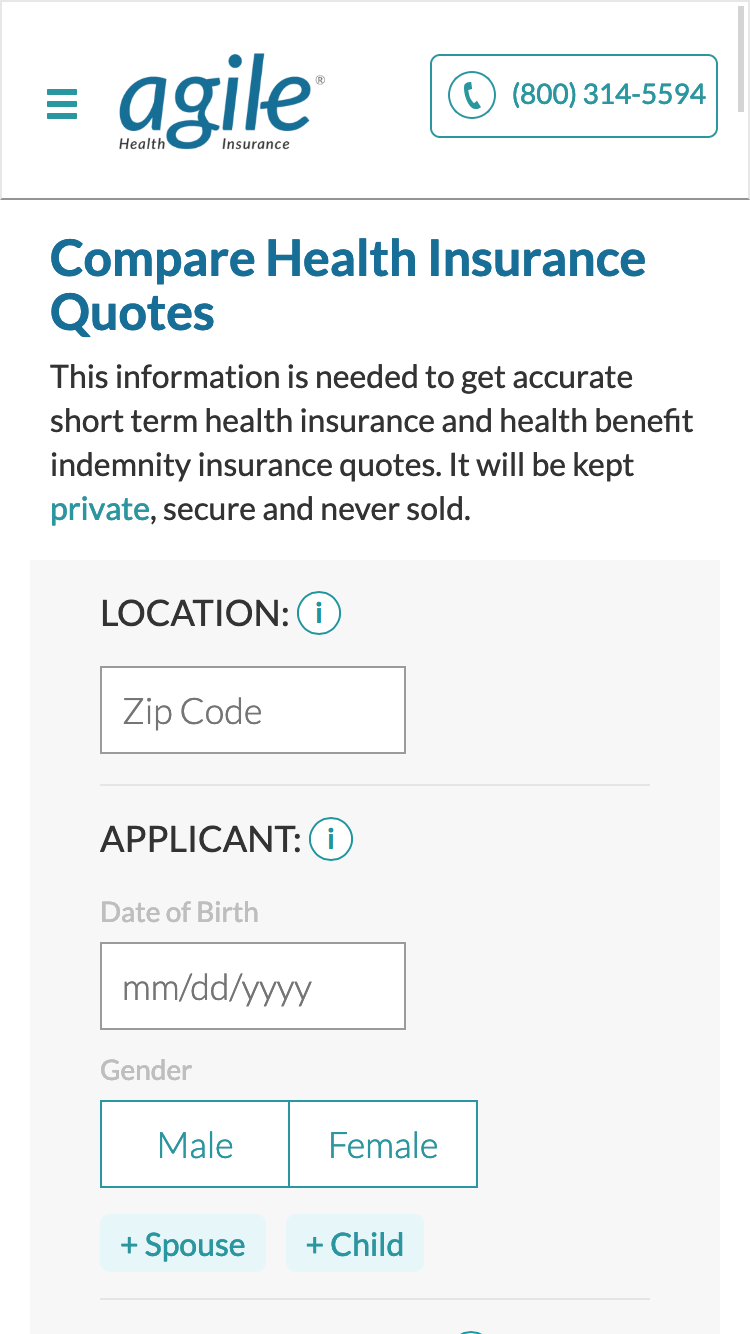 agile®
Health Insurance
(800) 314-5594
Compare Health Insurance
Quotes
This information is needed to get accurate
short term health insurance and health benefit
indemnity insurance quotes. It will be kept
private, secure and never sold.
LOCATION: i
Zip Code
APPLICANT: i
Date of Birth
mm/dd/yyyy
Gender
Male Female
+ Spouse + Child